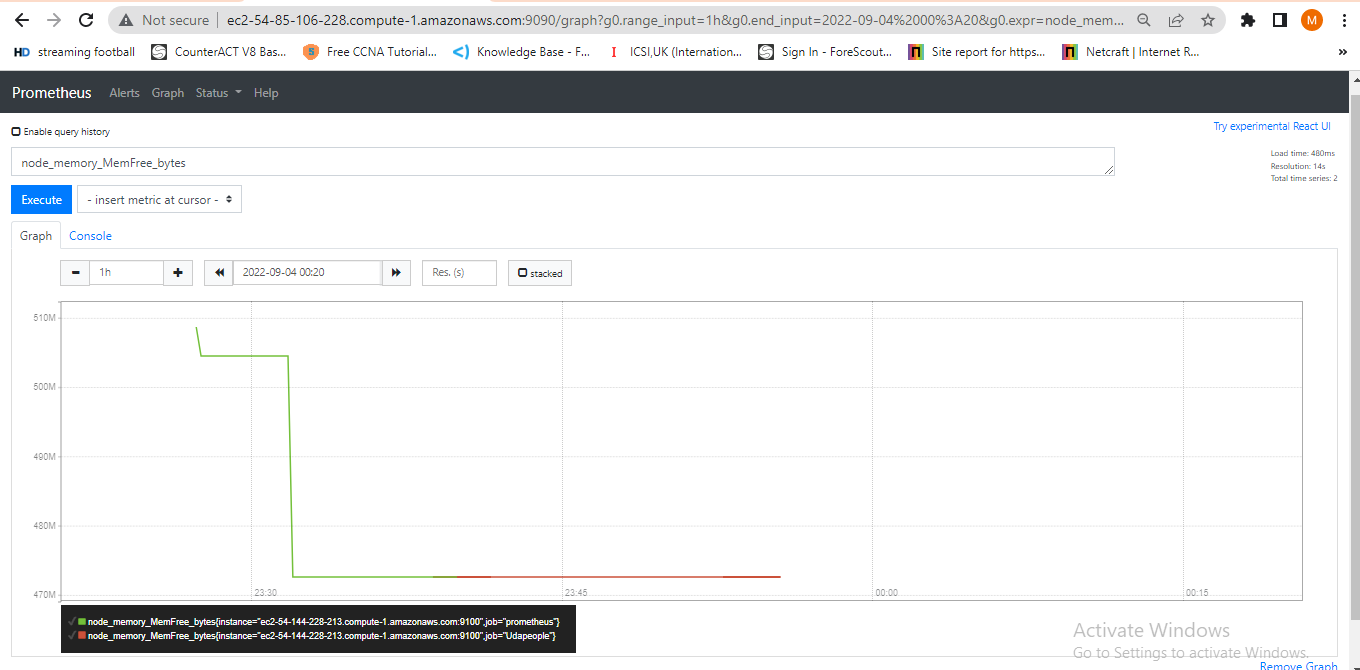 Not secure ec2-54-85-106-228.compute-1.amazonaws.com:9090/graph?g0.range_input=1h&g0.end_input=2022-09-04%2000%3A20&g0.expr=node_mem... M
HD streaming football CounterACT V8 Bas... S Free CCNA Tutorial... Knowledge Base - F... I ICSI,UK (Internation... Sign In - ForeScout... Site report for https... Netcraft | Internet R... »
Prometheus Alerts Graph Status Help
Enable query history
Try experimental React UI
node_memory_MemFree_bytes
Load time: 480ms
Resolution: 14s
Total time series: 2
Execute - insert metric at cursor -
Graph Console
1h 2022-09-04 00:20 Res. (s) stacked
510M
500M
490M
480M
470M
23:30 23:45 00:00 00:15
node_memory_MemFree_bytes{instance="ec2-54-144-228-213.compute-1.amazonaws.com:9100",job="prometheus"}
node_memory_MemFree_bytes{instance="ec2-54-144-228-213.compute-1.amazonaws.com:9100",job="Udapeople"}
Activate Windows
Go to Settings to activate Windows.
Remove Graph